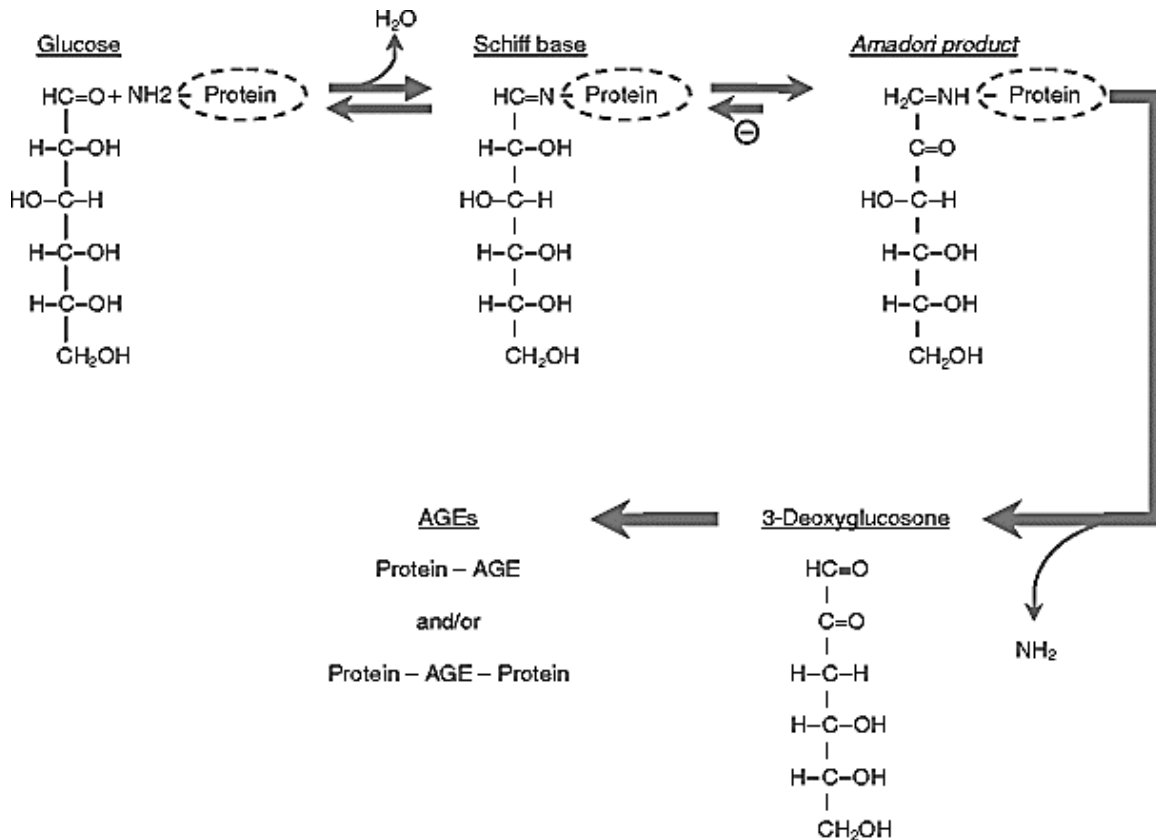 H₂O
Glucose
Schiff base
Amadori product
HC=O + NH2 – Protein
HC=N – Protein
H₂C=NH – Protein
⊖
H–C–OH
H–C–OH
C=O
HO–C–H
HO–C–H
HO–C–H
H–C–OH
H–C–OH
H–C–OH
H–C–OH
H–C–OH
H–C–OH
CH₂OH
CH₂OH
CH₂OH
AGEs
3-Deoxyglucosone
Protein – AGE
HC=O
and/or
C=O
NH₂
Protein – AGE – Protein
H–C–H
H–C–OH
H–C–OH
CH₂OH